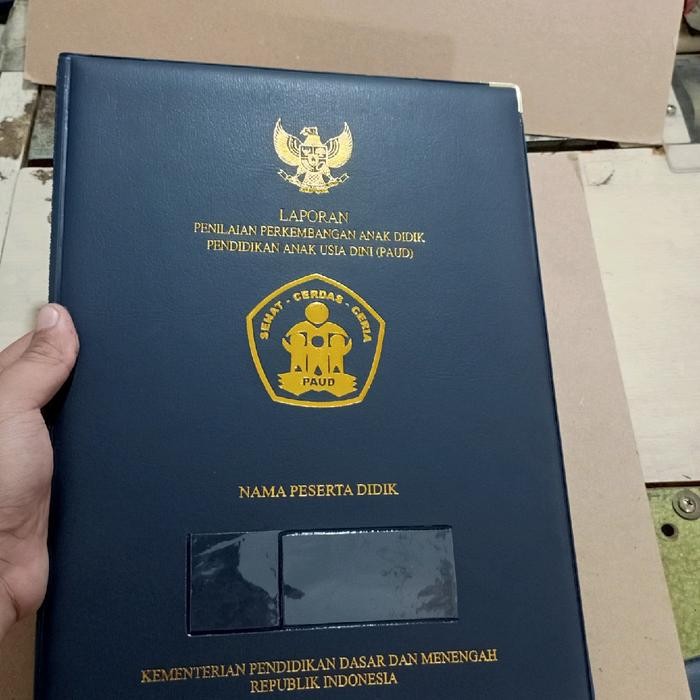 LAPORAN
PENILAIAN PERKEMBANGAN ANAK DIDIK
PENDIDIKAN ANAK USIA DINI (PAUD)
SEHAT - CERDAS - CERIA
PAUD
NAMA PESERTA DIDIK
KEMENTERIAN PENDIDIKAN DASAR DAN MENENGAH
REPUBLIK INDONESIA